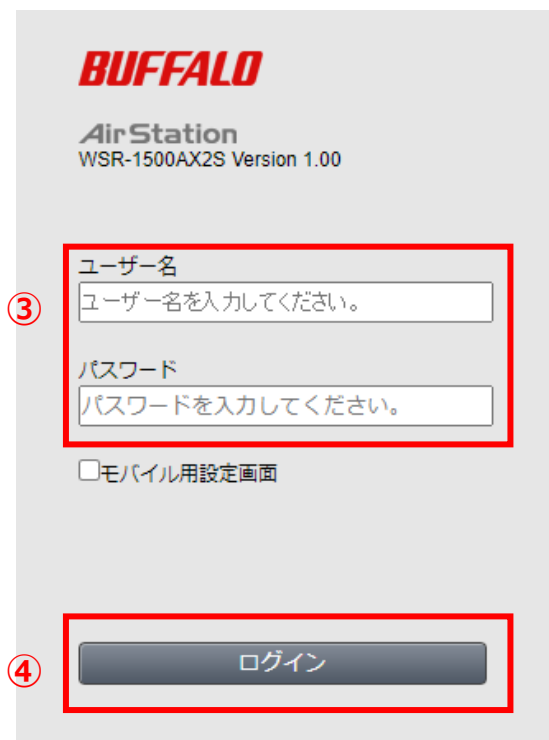 BUFFALO
AirStation
WSR-1500AX2S Version 1.00
ユーザー名
③
ユーザー名を入力してください。
パスワード
パスワードを入力してください。
モバイル用設定画面
④
ログイン